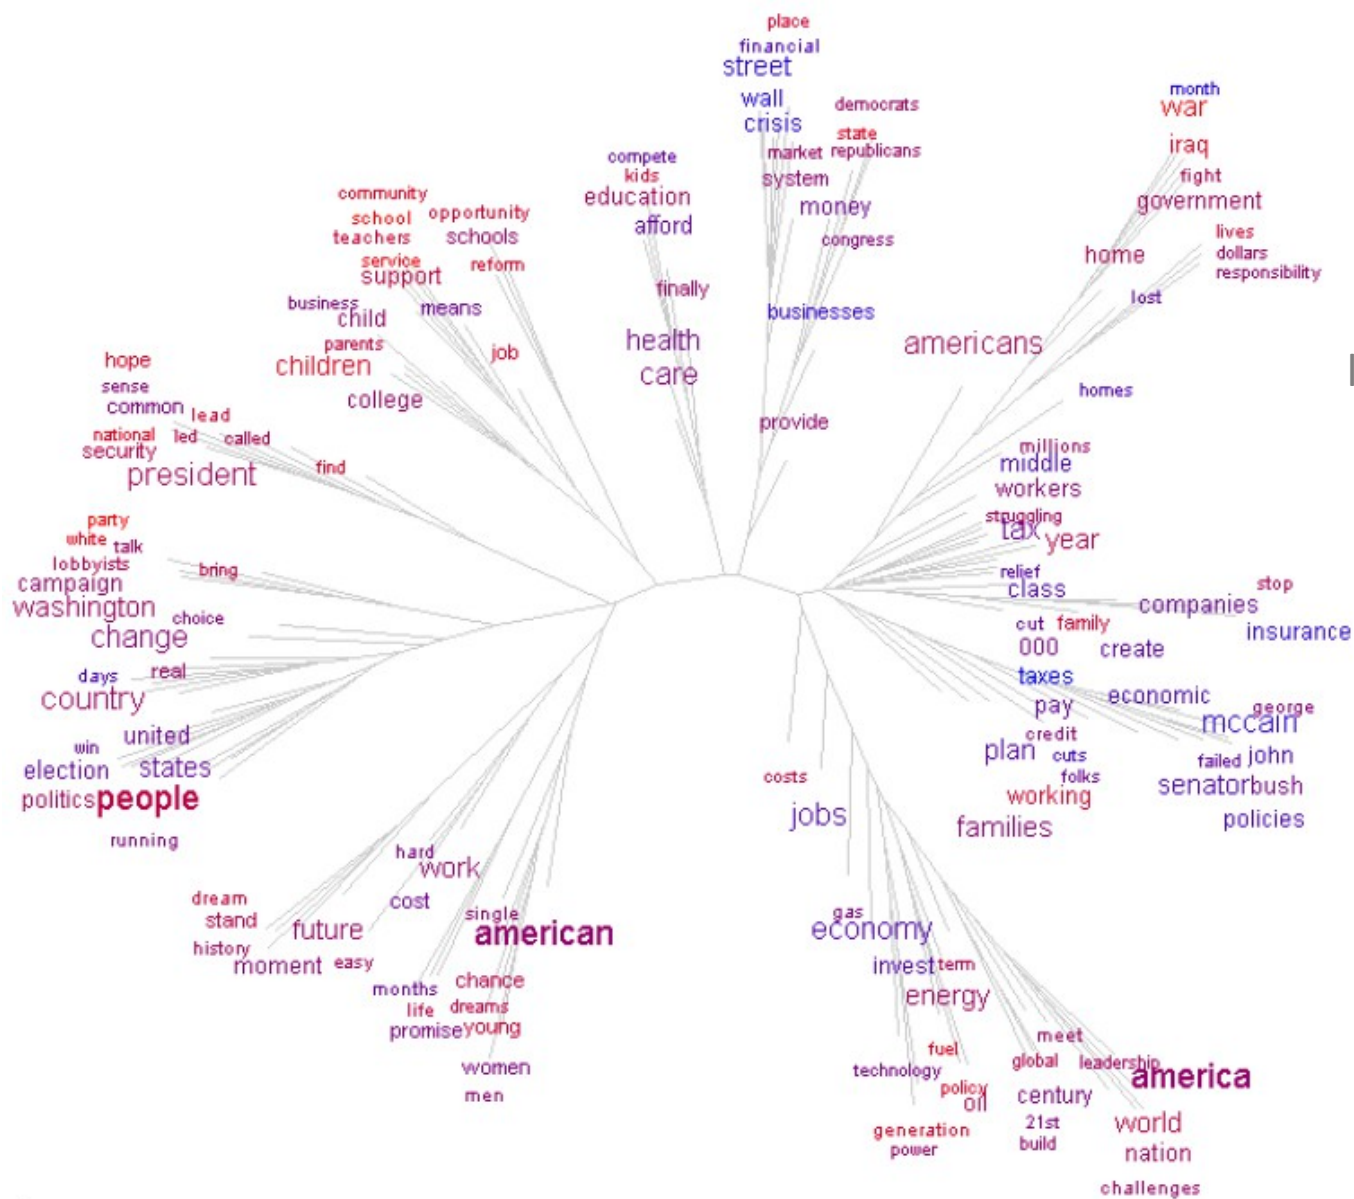 place
financial
street
wall
crisis
democrats
state
market republicans
system
money
congress
businesses
provide
compete
kids
education
afford
finally
health
care
month
war
iraq
fight
government
lives
home
dollars
responsibility
lost
americans
homes
community
school opportunity
teachers schools
service reform
support
business means
child
parents job
children
college
hope
sense
common lead
national led called
security
president find
party
white talk
lobbyists bring
campaign
washington
choice
change
days real
country
united
win
election states
politics people
running
millions
middle
workers
struggling
tax year
relief
class
companies stop
insurance
cut family
000 create
taxes
economic
pay george
mccain
credit
plan cuts
failed john
folks
senator bush
working
policies
families
costs
jobs
hard
work
cost
dream
stand single
future american
history
moment easy
chance
months
life dreams
promise young
women
men
gas
economy
invest term
energy
meet
fuel global leadership
technology america
policy
oil century
21st world
generation
build
power nation
challenges